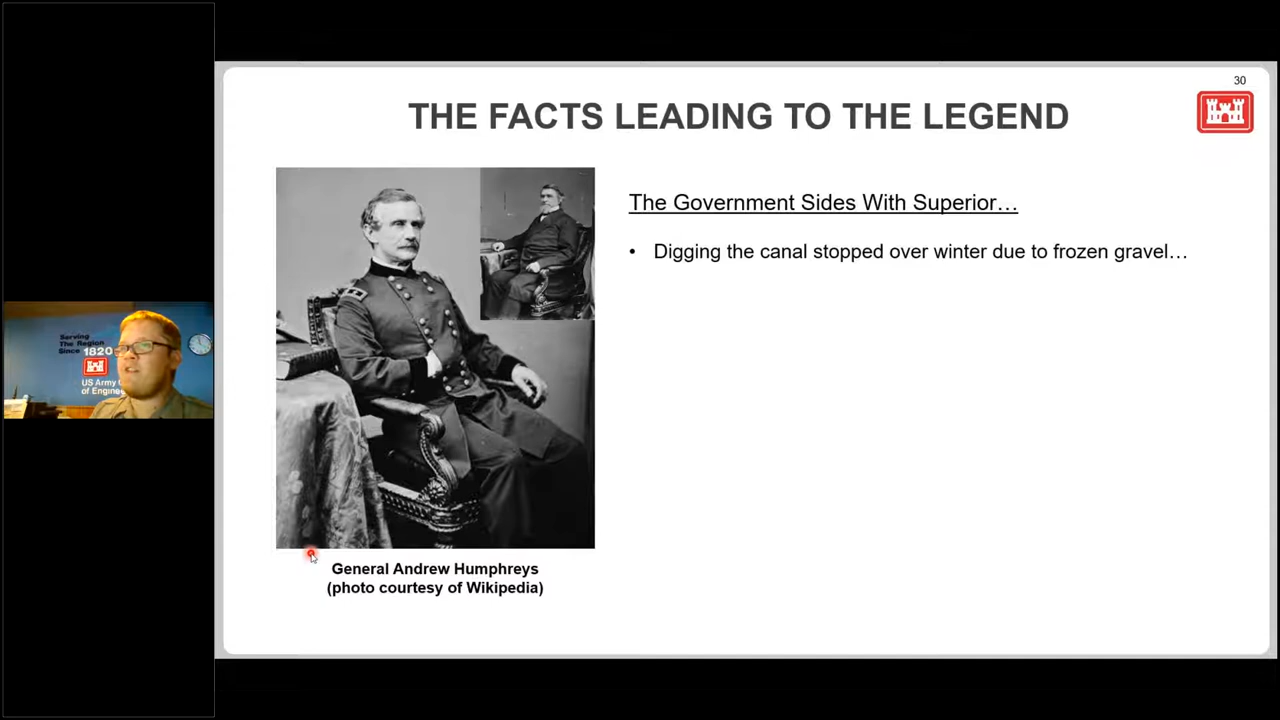 30
THE FACTS LEADING TO THE LEGEND
The Government Sides With Superior…
• Digging the canal stopped over winter due to frozen gravel…
General Andrew Humphreys
(photo courtesy of Wikipedia)
Serving
The Region
Since 1820
US Army
of Engine